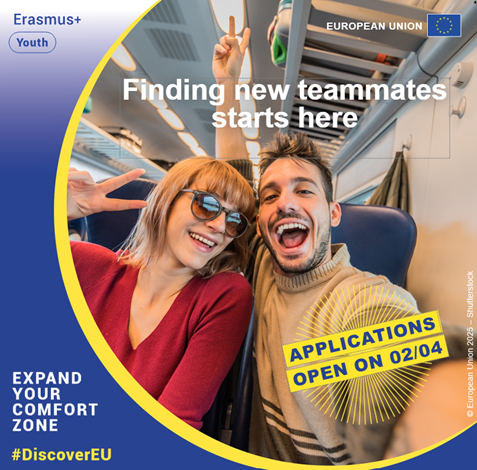 Erasmus+
Youth
EUROPEAN UNION
Finding new teammates
starts here
APPLICATIONS
OPEN ON 02/04
EXPAND
YOUR
COMFORT
ZONE
#DiscoverEU
© European Union 2025 – Shutterstock